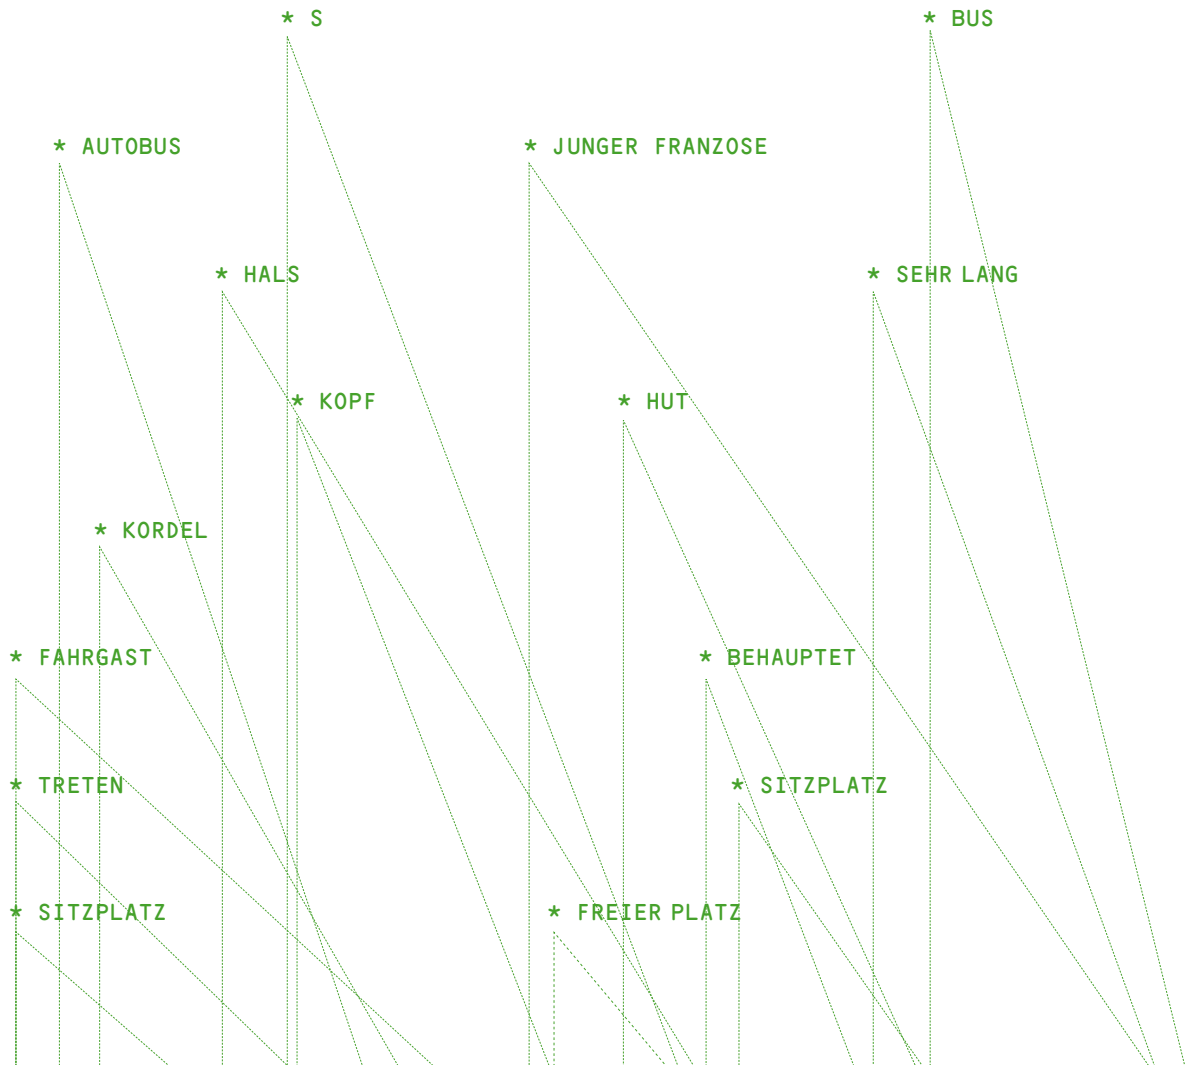 * S
* BUS
* AUTOBUS
* JUNGER FRANZOSE
* HALS
* SEHR LANG
* KOPF
* HUT
* KORDEL
* FAHRGAST
* BEHAUPTET
* TRETEN
* SITZPLATZ
* SITZPLATZ
* FREIER PLATZ